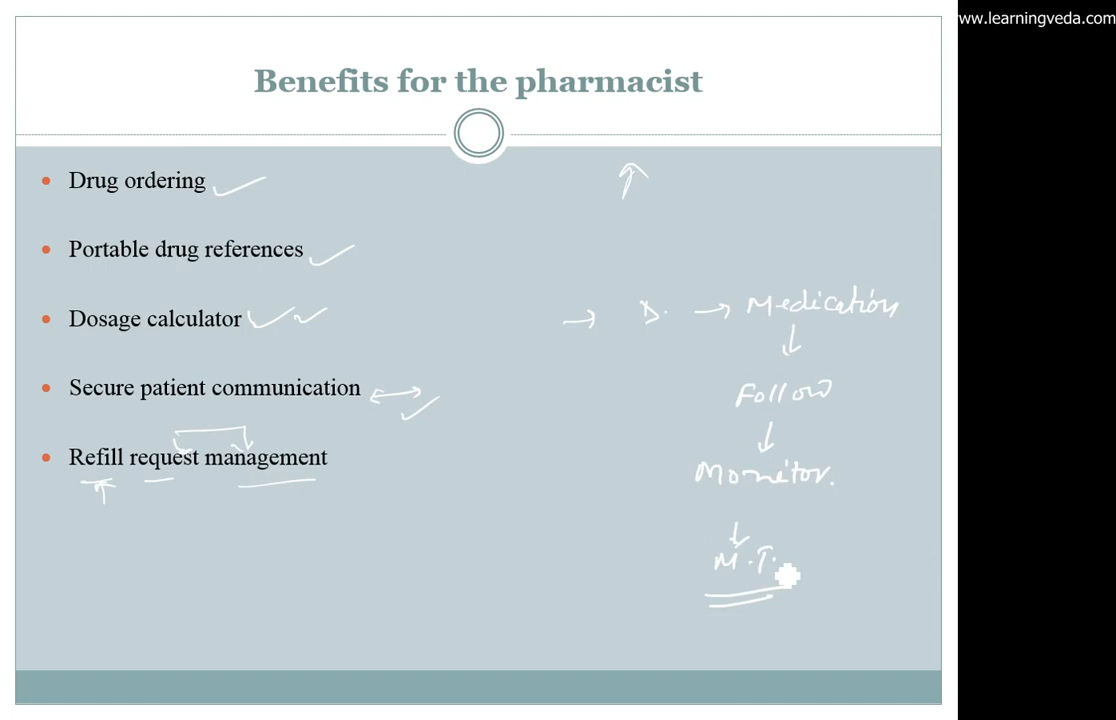 www.learningveda.com
Benefits for the pharmacist
Drug ordering
Portable drug references
Dosage calculator
Secure patient communication
Refill request management
D. → Medication
Follow
Monitor.
M.T.